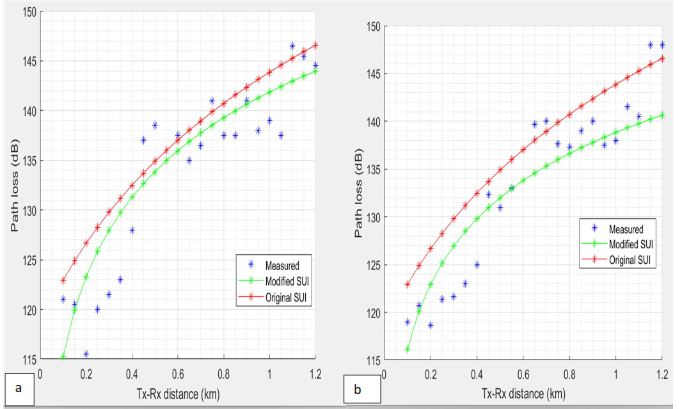 150
145
140
135
130
125
120
115
Path loss (dB)
0
0.2
0.4
0.6
0.8
1
1.2
Tx-Rx distance (km)
Measured
Modified SUI
Original SUI
a
150
145
140
135
130
125
120
115
Path loss (dB)
0
0.2
0.4
0.6
0.8
1
1.2
Tx-Rx distance (km)
Measured
Modified SUI
Original SUI
b